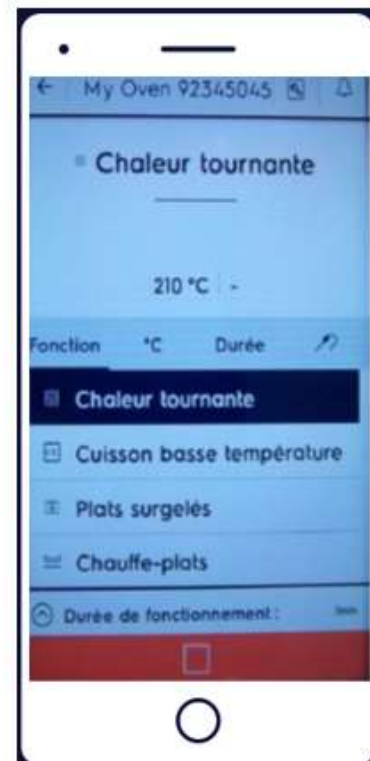 My Oven 92345045
Chaleur tournante
210 °C | -
Fonction °C Durée
Chaleur tournante
Cuisson basse température
Plats surgelés
Chauffe-plats
Durée de fonctionnement :